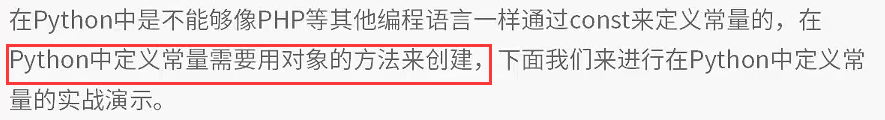 在Python中是不能够像PHP等其他编程语言一样通过const来定义常量的，在
Python中定义常量需要用对象的方法来创建，下面我们来进行在Python中定义常
量的实战演示。